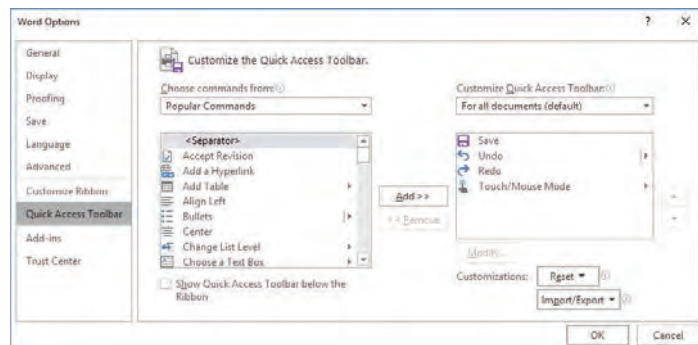 Word Options
?
General
Display
Proofing
Save
Language
Advanced
Customize Ribbon
Quick Access Toolbar
Add-ins
Trust Center
Customize the Quick Access Toolbar.
Choose commands from:
Popular Commands
<Separator>
Accept Revision
Add a Hyperlink
Add Table
Align Left
Bullets
Center
Change List Level
Choose a Text Box
Show Quick Access Toolbar below the
Ribbon
Add >>
<< Remove
Customize Quick Access Toolbar:
For all documents (default)
Save
Undo
Redo
Touch/Mouse Mode
Modify...
Customizations:
Reset
Import/Export
OK
Cancel